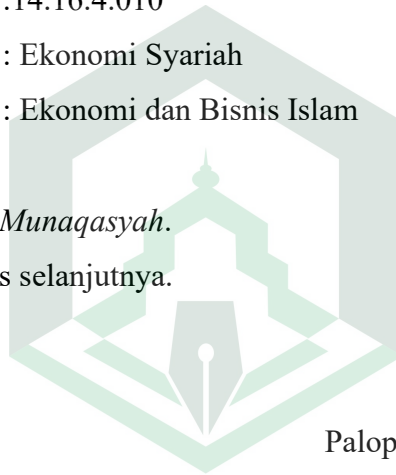 :14.16.4.010
: Ekonomi Syariah
: Ekonomi dan Bisnis Islam
Munaqasyah.
s selanjutnya.
Palop